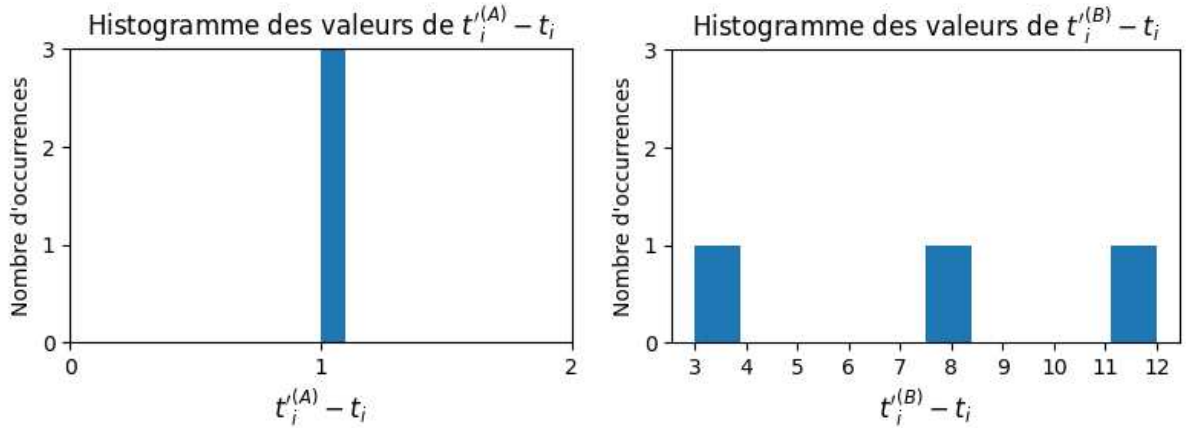 Histogramme des valeurs de t′ᵢ⁽ᴬ⁾ − tᵢ
Nombre d'occurrences
3
2
1
0
0 1 2
t′ᵢ⁽ᴬ⁾ − tᵢ
Histogramme des valeurs de t′ᵢ⁽ᴮ⁾ − tᵢ
Nombre d'occurrences
3
2
1
0
3 4 5 6 7 8 9 10 11 12
t′ᵢ⁽ᴮ⁾ − tᵢ